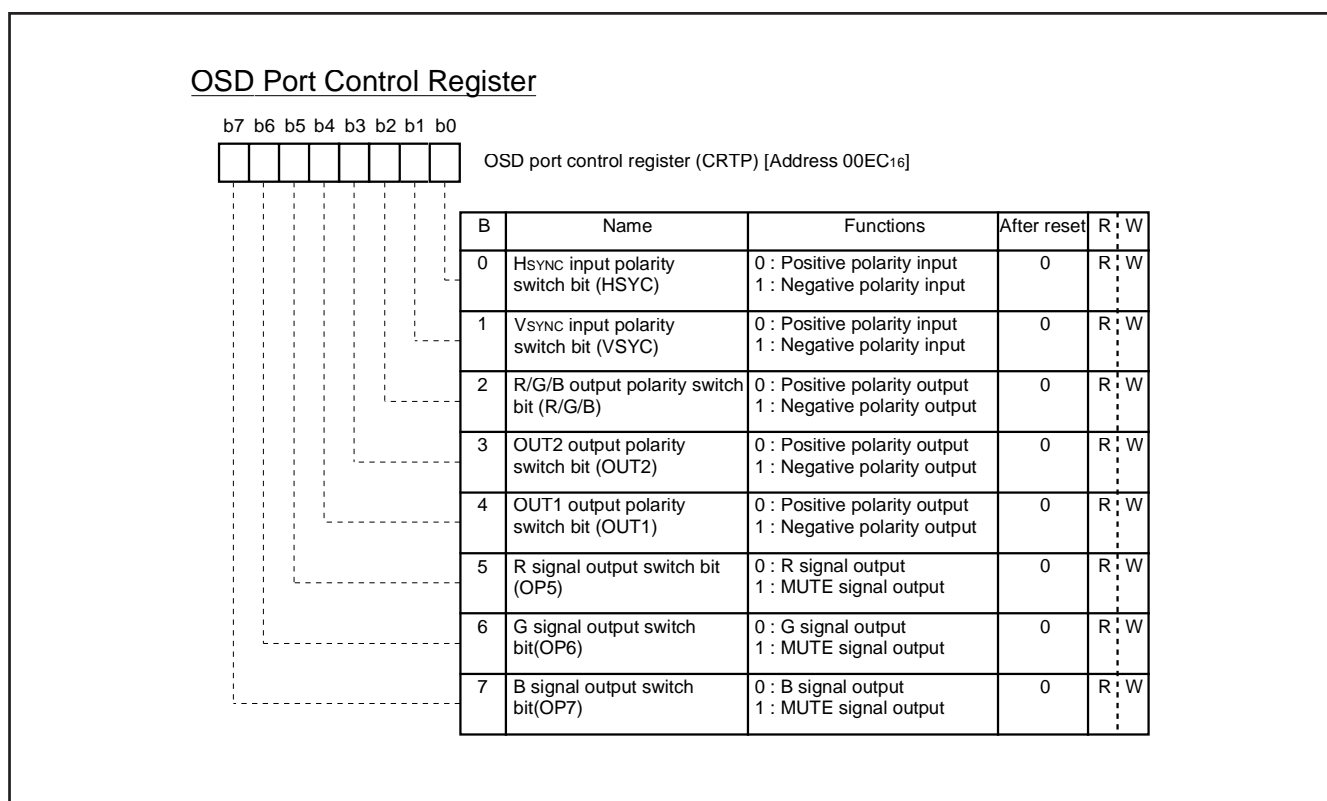 OSD Port Control Register
b7 b6 b5 b4 b3 b2 b1 b0
OSD port control register (CRTP) [Address 00EC16]
B Name Functions After reset R W
0 HSYNC input polarity switch bit (HSYC) 0 : Positive polarity input 0 R W
1 : Negative polarity input
1 VSYNC input polarity switch bit (VSYC) 0 : Positive polarity input 0 R W
1 : Negative polarity input
2 R/G/B output polarity switch bit (R/G/B) 0 : Positive polarity output 0 R W
1 : Negative polarity output
3 OUT2 output polarity switch bit (OUT2) 0 : Positive polarity output 0 R W
1 : Negative polarity output
4 OUT1 output polarity switch bit (OUT1) 0 : Positive polarity output 0 R W
1 : Negative polarity output
5 R signal output switch bit (OP5) 0 : R signal output 0 R W
1 : MUTE signal output
6 G signal output switch bit(OP6) 0 : G signal output 0 R W
1 : MUTE signal output
7 B signal output switch bit(OP7) 0 : B signal output 0 R W
1 : MUTE signal output